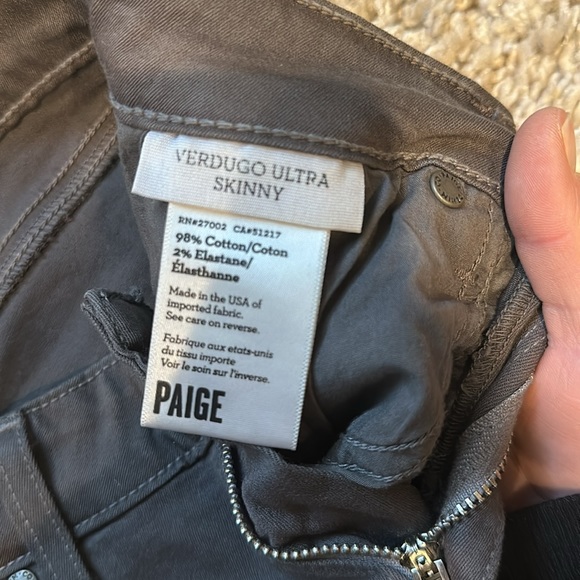 VERDUGO ULTRA
SKINNY
RN#27002 CA#51217
98% Cotton/Coton
2% Elastane/
Élasthanne
Made in the USA of
imported fabric.
See care on reverse.
Fabrique aux etats-unis
du tissu importe
Voir le soin sur l'inverse.
PAIGE